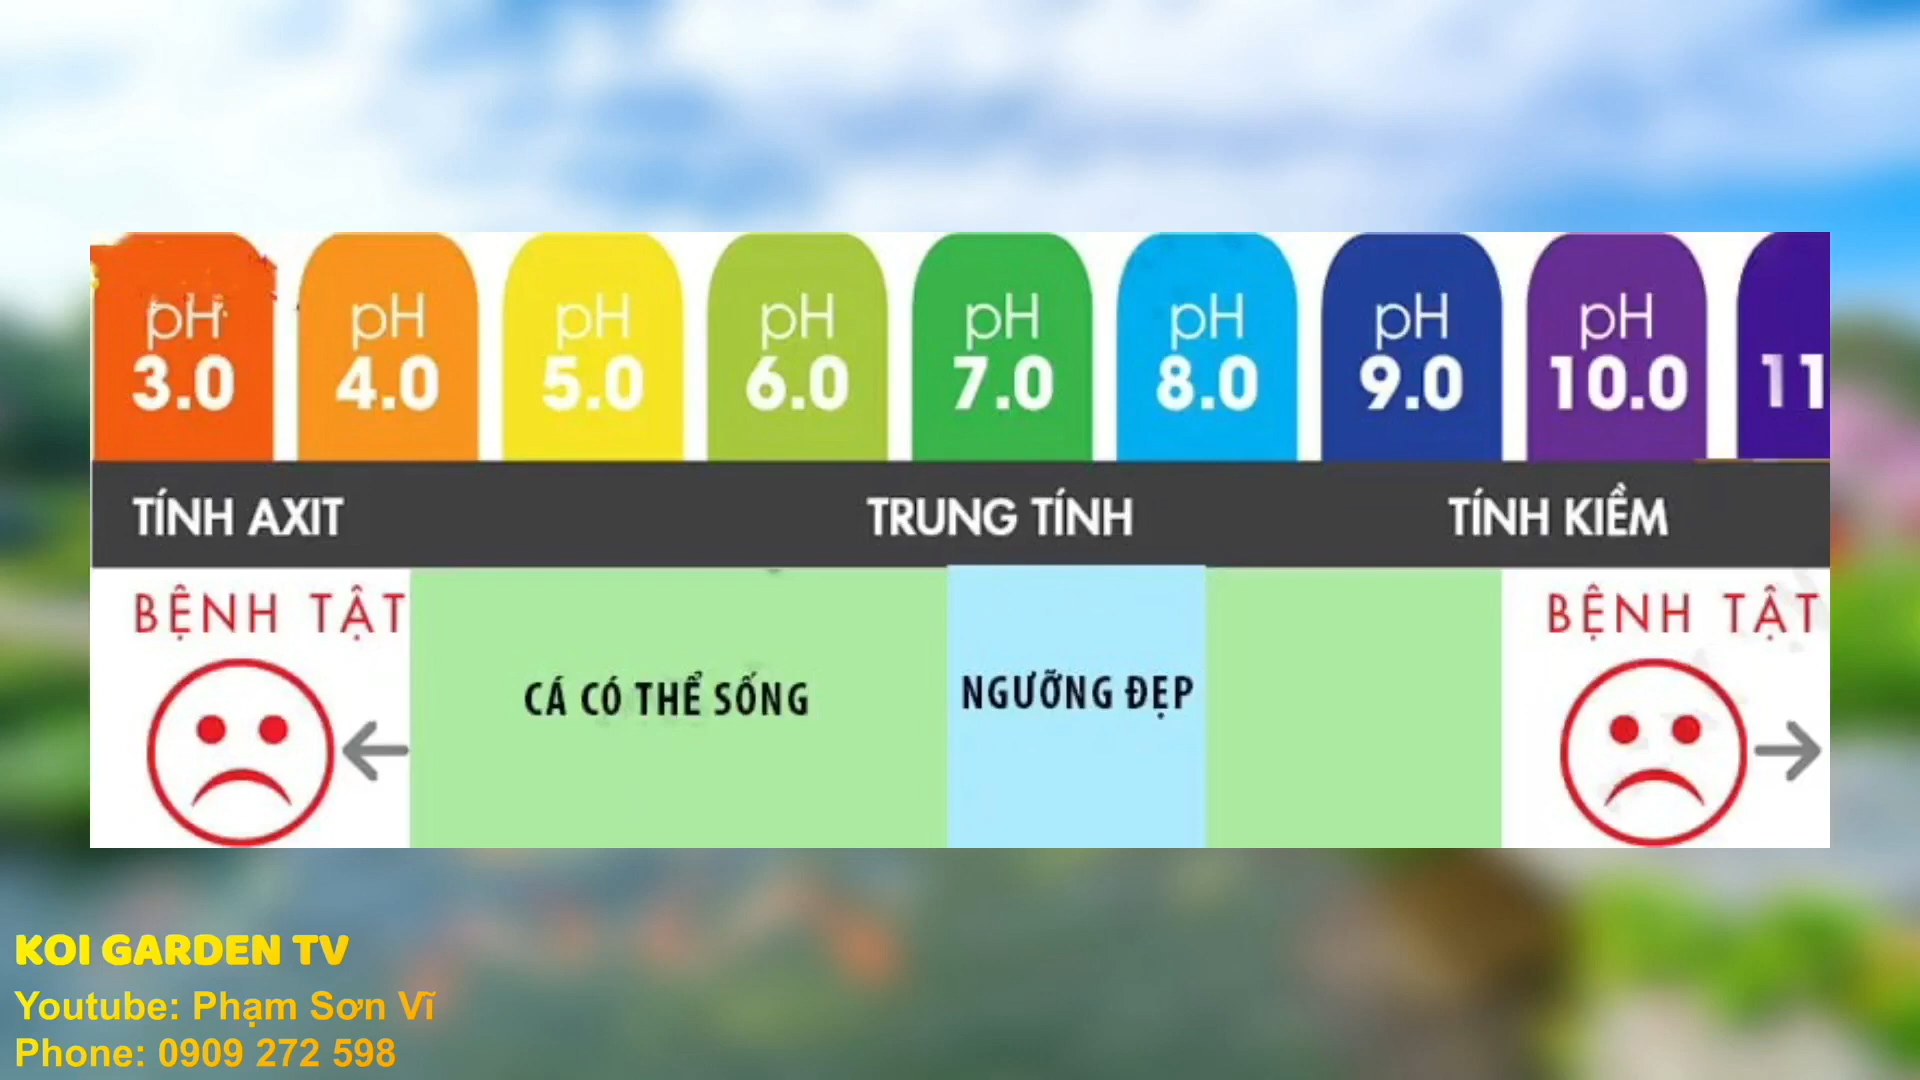 pH 3.0
pH 4.0
pH 5.0
pH 6.0
pH 7.0
pH 8.0
pH 9.0
pH 10.0
11
TÍNH AXIT
TRUNG TÍNH
TÍNH KIỀM
BỆNH TẬT
CÁ CÓ THỂ SỐNG
NGƯỠNG ĐẸP
BỆNH TẬT
KOI GARDEN TV
Youtube: Phạm Sơn Vĩ
Phone: 0909 272 598